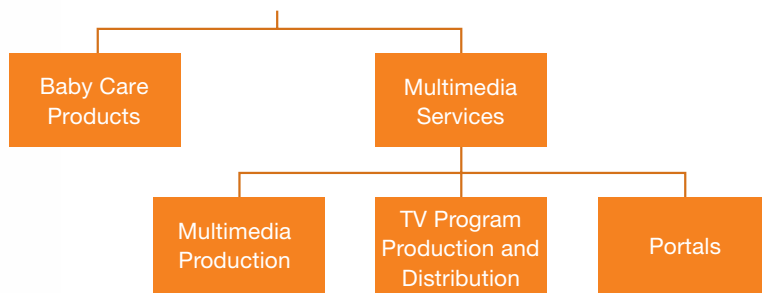 Baby Care
Products
Multimedia
Services
Multimedia
Production
TV Program
Production and
Distribution
Portals